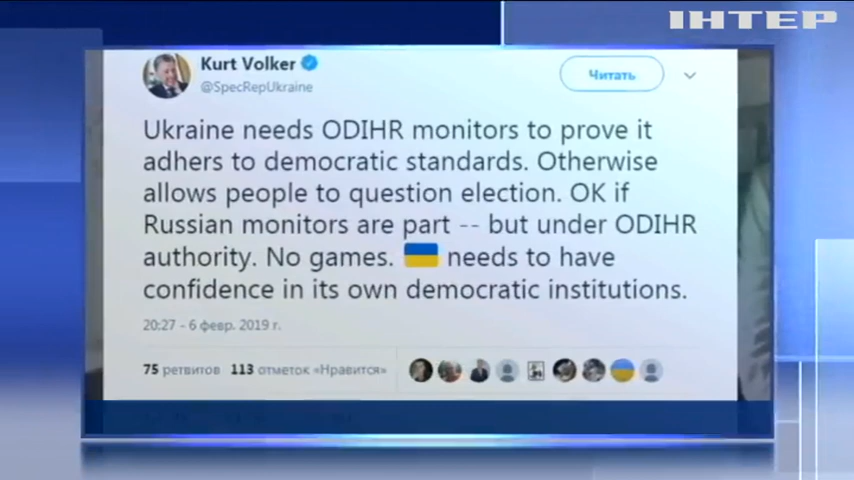 ІНТЕР
Kurt Volker
@SpecRepUkraine
Читать
Ukraine needs ODIHR monitors to prove it
adhers to democratic standards. Otherwise
allows people to question election. OK if
Russian monitors are part -- but under ODIHR
authority. No games. 🇺🇦 needs to have
confidence in its own democratic institutions.
20:27 - 6 февр. 2019 г.
75 ретвитов 113 отметок «Нравится»